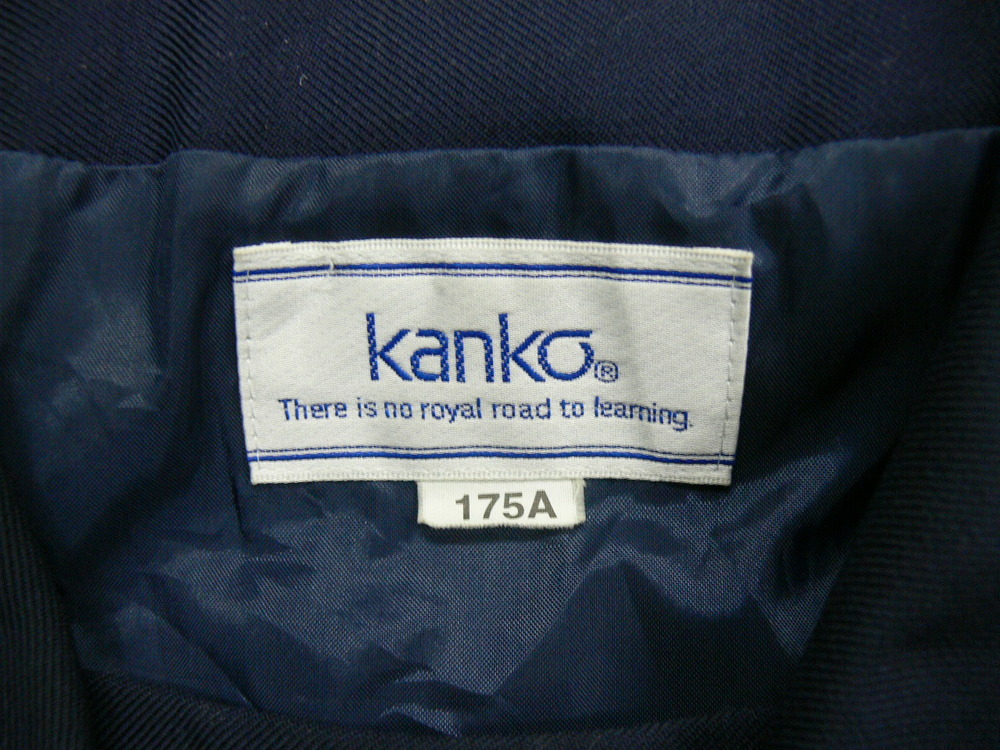 kanko®
There is no royal road to learning.
175A